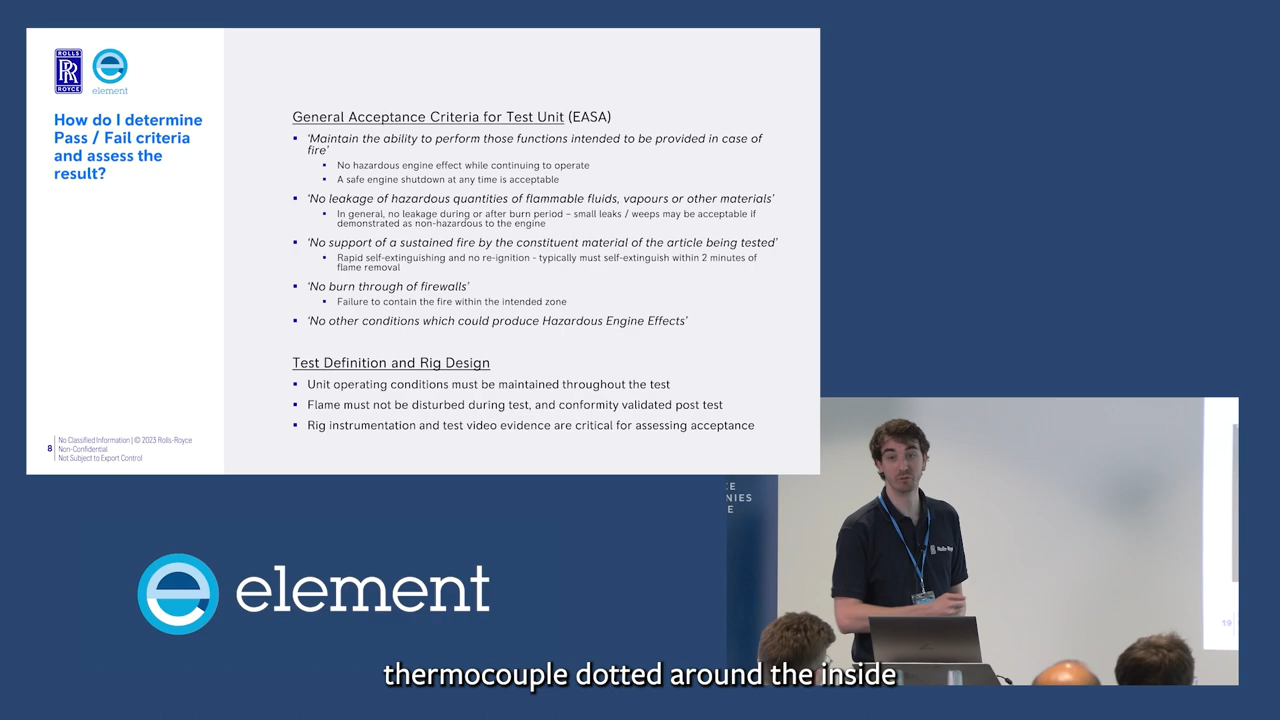 ROLLS
RR
ROYCE
e
element
How do I determine
Pass / Fail criteria
and assess the
result?
General Acceptance Criteria for Test Unit (EASA)
▪ ‘Maintain the ability to perform those functions intended to be provided in case of
fire’
▪ No hazardous engine effect while continuing to operate
▪ A safe engine shutdown at any time is acceptable
▪ ‘No leakage of hazardous quantities of flammable fluids, vapours or other materials’
▪ In general, no leakage during or after burn period – small leaks / weeps may be acceptable if
demonstrated as non-hazardous to the engine
▪ ‘No support of a sustained fire by the constituent material of the article being tested’
▪ Rapid self-extinguishing and no re-ignition - typically must self-extinguish within 2 minutes of
flame removal
▪ ‘No burn through of firewalls’
▪ Failure to contain the fire within the intended zone
▪ ‘No other conditions which could produce Hazardous Engine Effects’
Test Definition and Rig Design
▪ Unit operating conditions must be maintained throughout the test
▪ Flame must not be disturbed during test, and conformity validated post test
▪ Rig instrumentation and test video evidence are critical for assessing acceptance
8
No Classified Information | © 2023 Rolls-Royce
Non-Confidential
Not Subject to Export Control
NIES
19
e element
thermocouple dotted around the inside